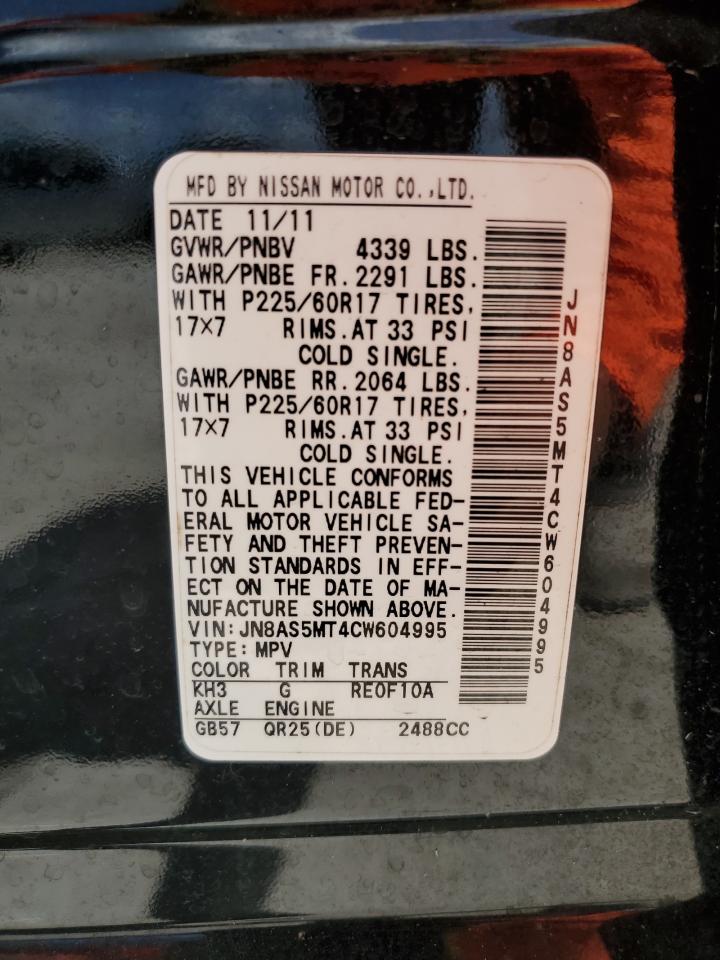 MFD BY NISSAN MOTOR CO.,LTD.
DATE 11/11
GVWR/PNBV 4339 LBS.
GAWR/PNBE FR.2291 LBS.
WITH P225/60R17 TIRES,
17×7 RIMS.AT 33 PSI
COLD SINGLE.
GAWR/PNBE RR.2064 LBS.
WITH P225/60R17 TIRES,
17×7 RIMS.AT 33 PSI
COLD SINGLE.
THIS VEHICLE CONFORMS
TO ALL APPLICABLE FED-
ERAL MOTOR VEHICLE SA-
FETY AND THEFT PREVEN-
TION STANDARDS IN EFF-
ECT ON THE DATE OF MA-
NUFACTURE SHOWN ABOVE.
VIN:JN8AS5MT4CW604995
TYPE:MPV
COLOR TRIM TRANS
KH3 G RE0F10A
AXLE ENGINE
GB57 QR25(DE) 2488CC
JN8AS5MT4CW604995